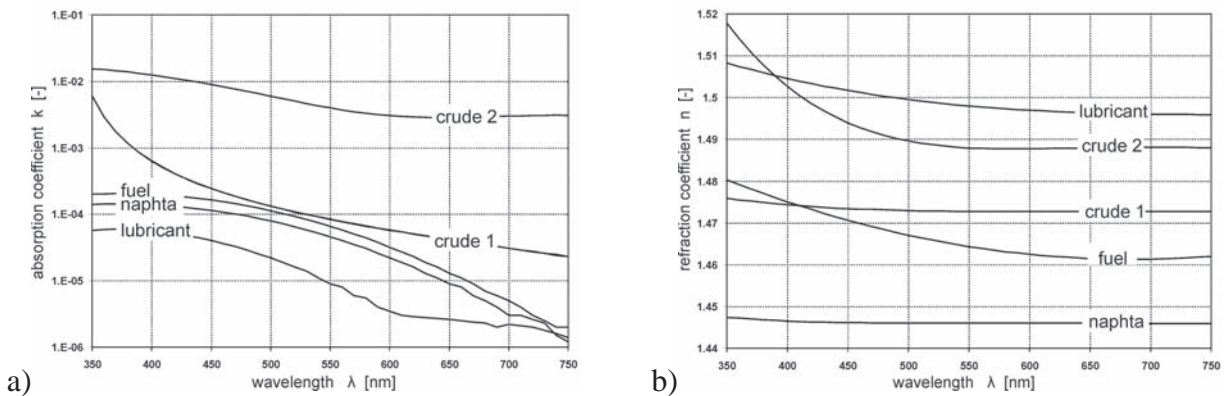 1.E-01
1.E-02
1.E-03
1.E-04
1.E-05
1.E-06
absorption coefficient k [-]
crude 2
fuel
naphta
lubricant
crude 1
350 400 450 500 550 600 650 700 750
wavelength λ [nm]
a)
1.52
1.51
1.5
1.49
1.48
1.47
1.46
1.45
1.44
refraction coefficient n [-]
lubricant
crude 2
crude 1
fuel
naphta
350 400 450 500 550 600 650 700 750
wavelength λ [nm]
b)